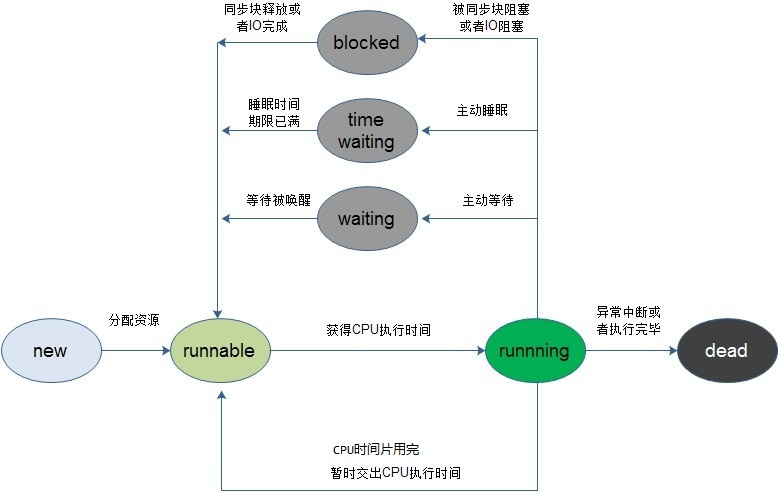 同步块释放或
者IO完成
blocked
被同步块阻塞
或者IO阻塞
睡眠时间
期限已满
time
waiting
主动睡眠
等待被唤醒
waiting
主动等待
new
分配资源
runnable
获得CPU执行时间
runnning
异常中断或
者执行完毕
dead
CPU时间片用完
暂时交出CPU执行时间